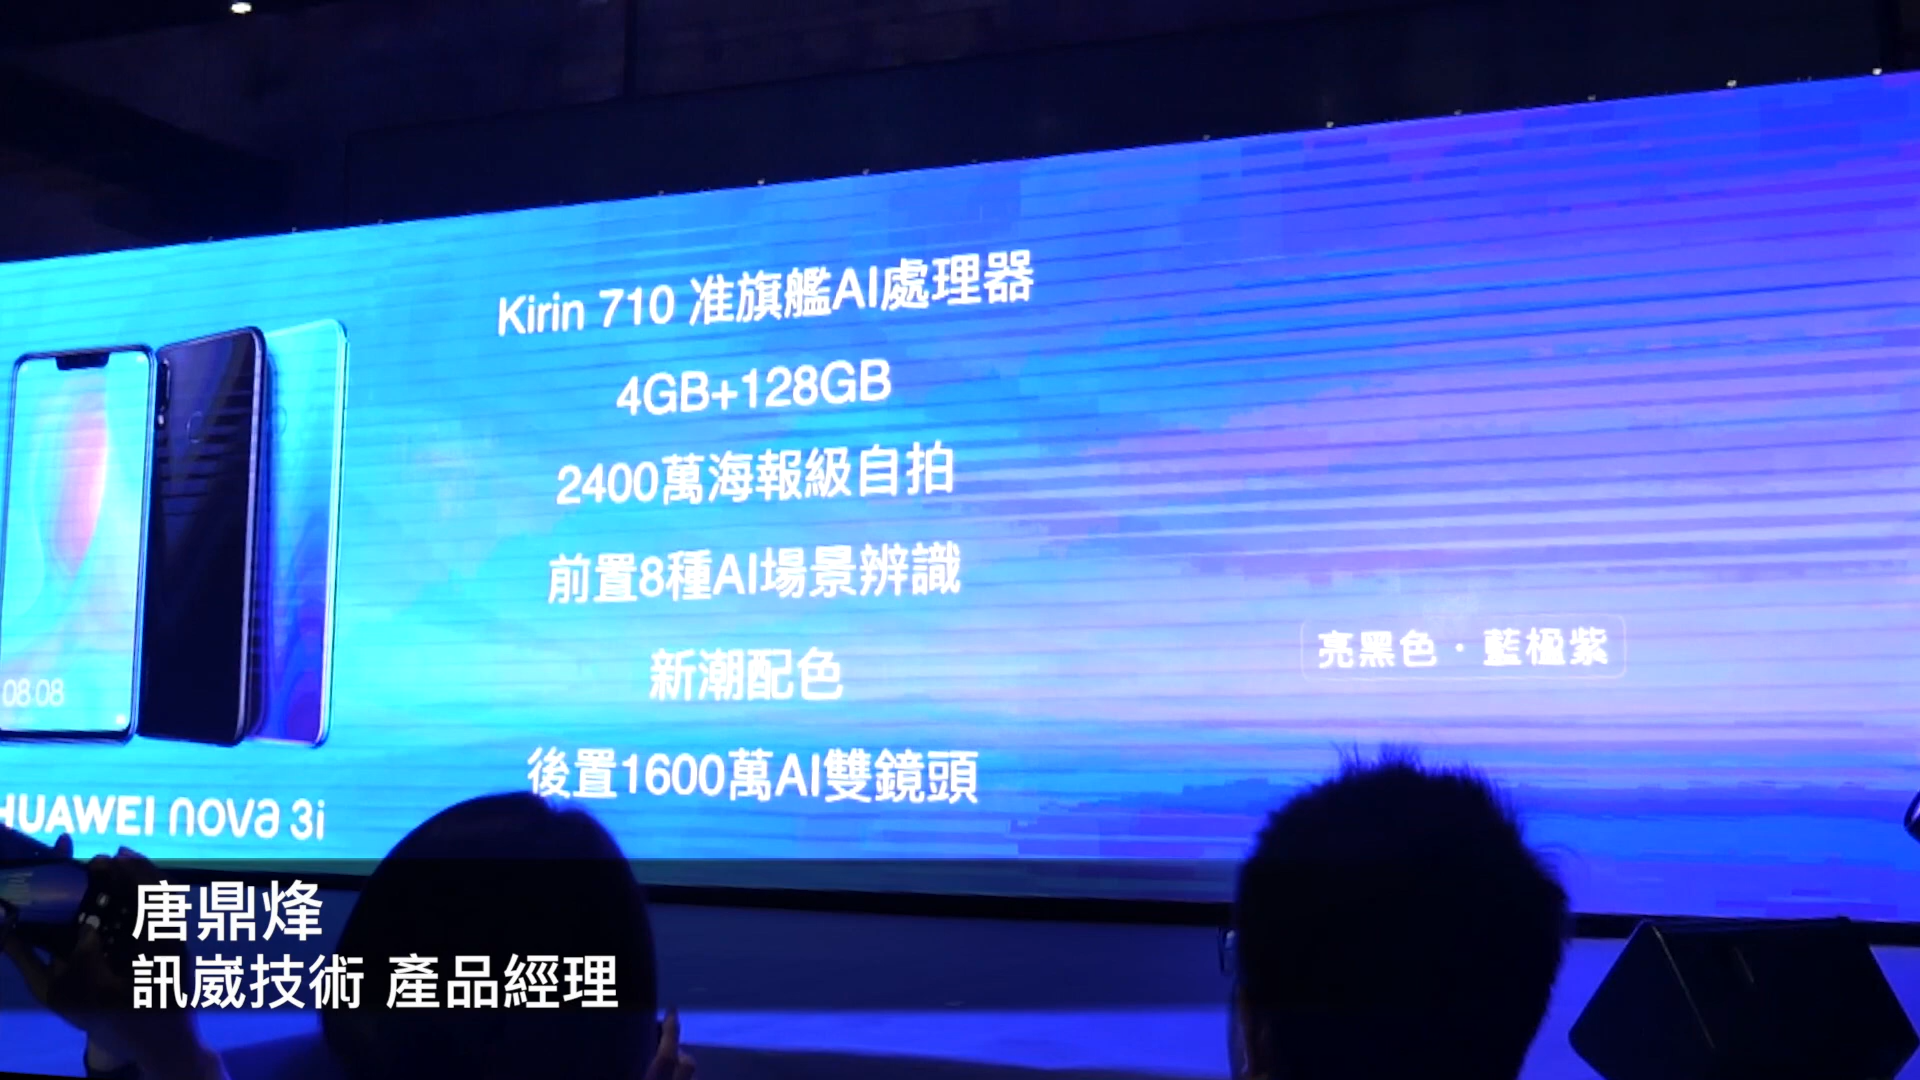 Kirin 710 准旗艦AI處理器
4GB+128GB
2400萬海報級自拍
前置8種AI場景辨識
新潮配色
亮黑色·藍楹紫
後置1600萬AI雙鏡頭
08:08
HUAWEI nova 3i
唐鼎烽
訊崴技術 產品經理